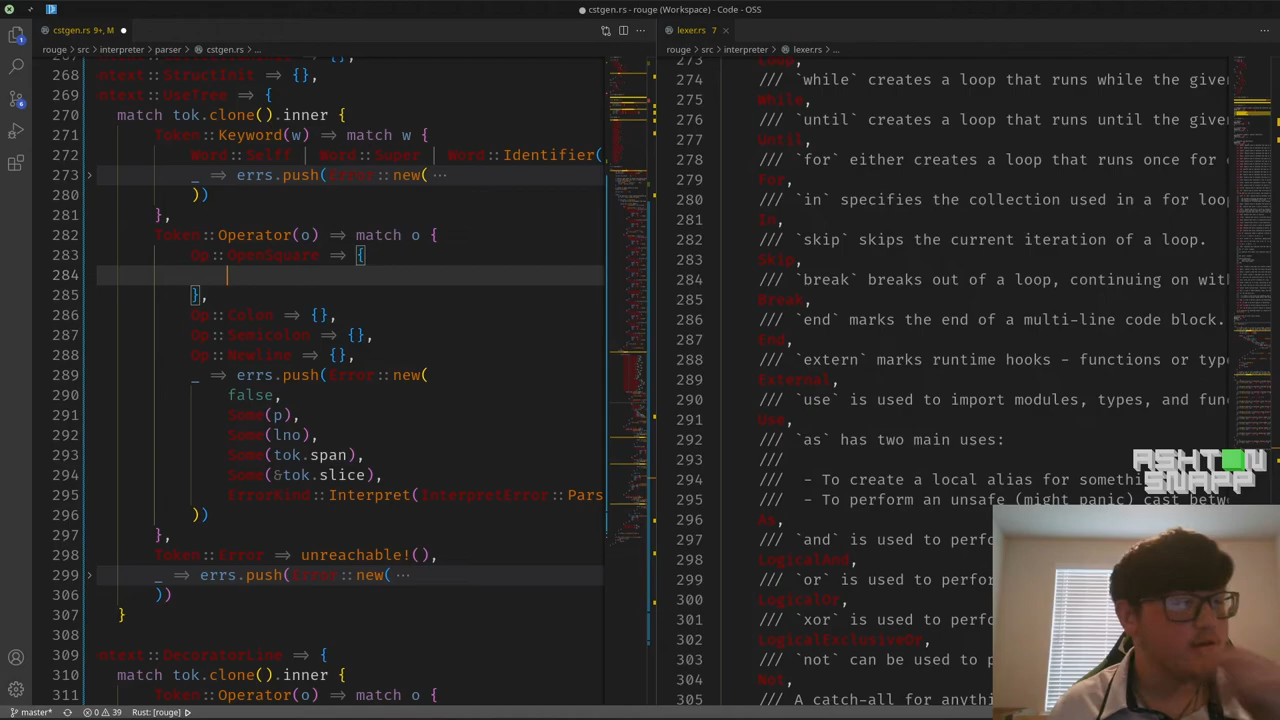 cstgen.rs - rouge (Workspace) - Code - OSS
cstgen.rs 9+, M
lexer.rs 7
rouge > src > interpreter > parser > cstgen.rs > ...
rouge > src > interpreter > lexer.rs > ...
268 ntext::StructInit => {},
269 ntext::UseTree => {
270 match tok.clone().inner {
271 Token::Keyword(w) => match w {
272 Word::Selff | Word::Super | Word::Identifier(
273 _ => errs.push(Error::new( ...
280 ))
281 },
282 Token::Operator(o) => match o {
283 Op::OpenSquare => {
284
285 },
286 Op::Colon => {},
287 Op::Semicolon => {},
288 Op::Newline => {},
289 _ => errs.push(Error::new(
290 false,
291 Some(p),
292 Some(lno),
293 Some(tok.span),
294 Some(&tok.slice),
295 ErrorKind::Interpret(InterpretError::Pars
296 ))
297 },
298 Token::Error => unreachable!(),
299 _ => errs.push(Error::new( ...
306 ))
307 }
308
309 ntext::DecoratorLine => {
310 match tok.clone().inner {
311 Token::Operator(o) => match o {
273 Loop,
274 /// `while` creates a loop that runs while the give
275 While,
276 /// `until` creates a loop that runs until the give
277 Until,
278 /// `for` either creates a loop that runs once for
279 For,
280 /// `in` specifies the collection used in a for loo
281 In,
282 /// `skip` skips the current iteration of a loop.
283 Skip,
284 /// `break` breaks out of a loop, continuing on wit
285 Break,
286 /// `end` marks the end of a multi-line code block.
287 End,
288 /// `extern` marks runtime hooks - functions or type
289 External,
290 /// `use` is used to import modules, types, and fun
291 Use,
292 /// `as` has two main uses:
293 ///
294 /// - To create a local alias for somethi
295 /// - To perform an unsafe (might panic) cast betw
296 As,
297 /// `and` is used to perfo
298 LogicalAnd,
299 /// `or` is used to perfor
300 LogicalOr,
301 /// `xor` is used to perfo
302 LogicalExclusiveOr,
303 /// `not` can be used to p
304 Not,
305 /// A catch-all for anythi
ASHTON
SNAPP
master* 0 39 Rust: [rouge]